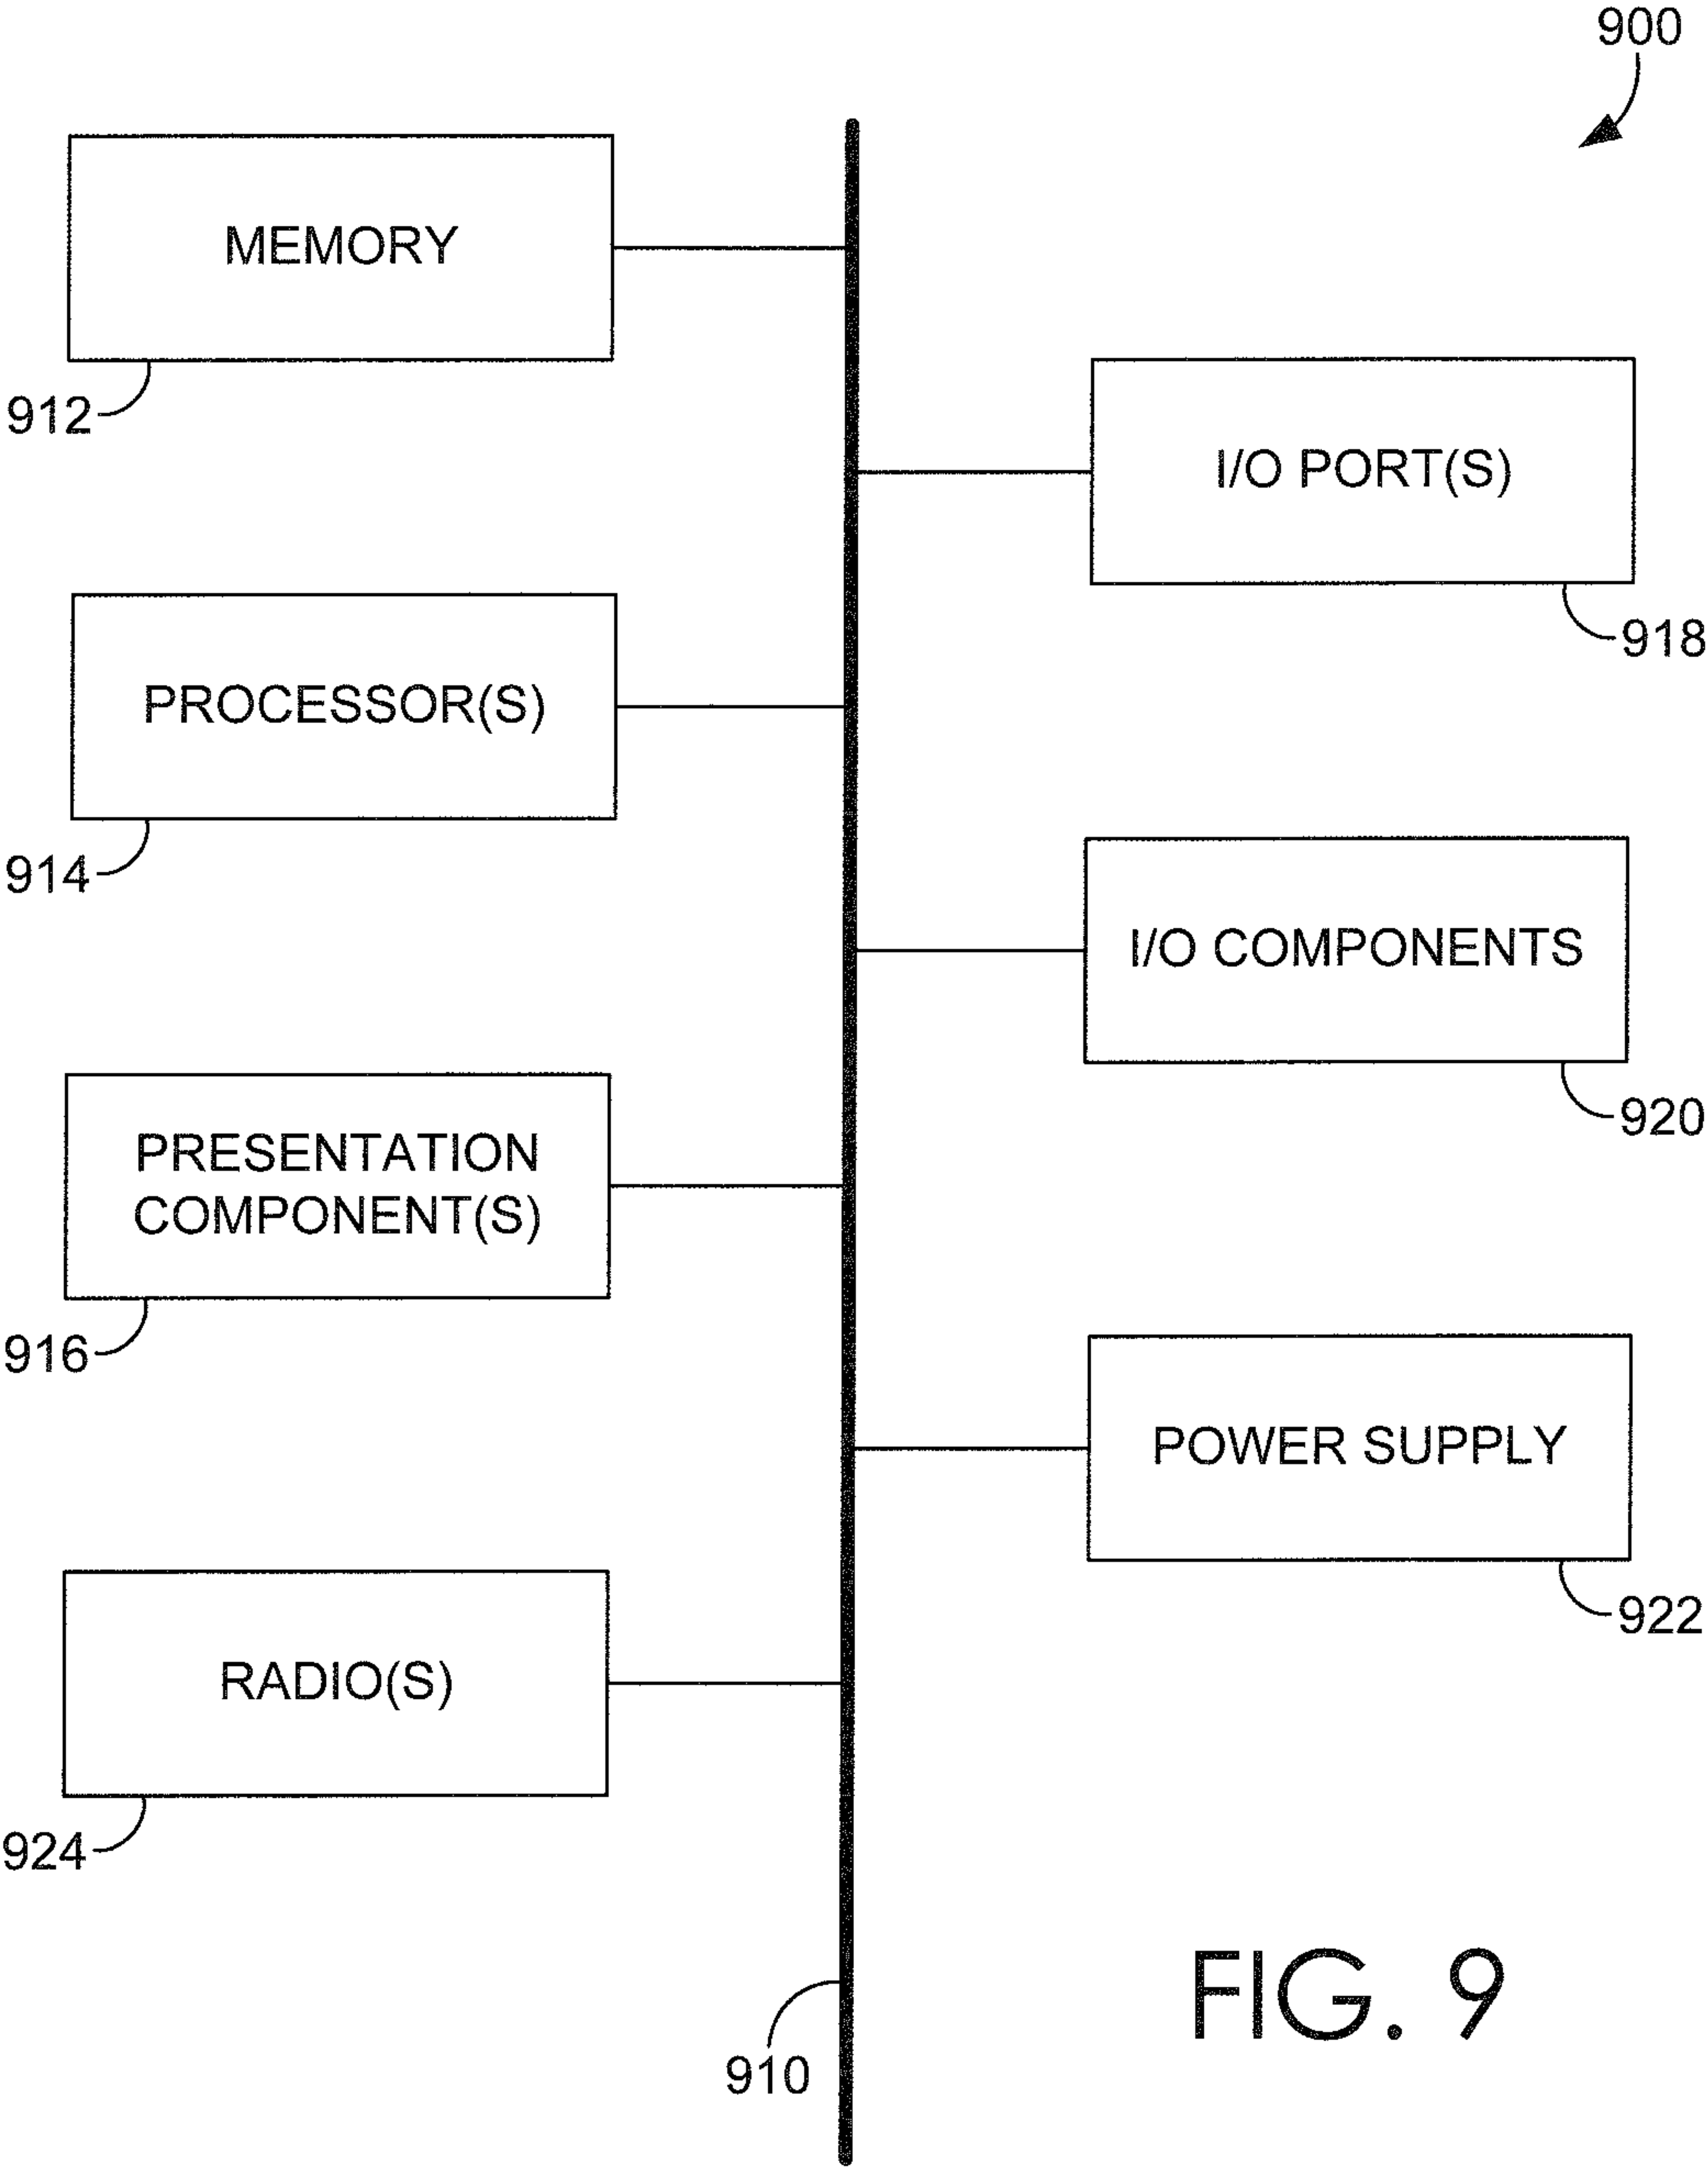 900
MEMORY
912
I/O PORT(S)
918
PROCESSOR(S)
914
I/O COMPONENTS
920
PRESENTATION
COMPONENT(S)
916
POWER SUPPLY
922
RADIO(S)
924
910
FIG. 9